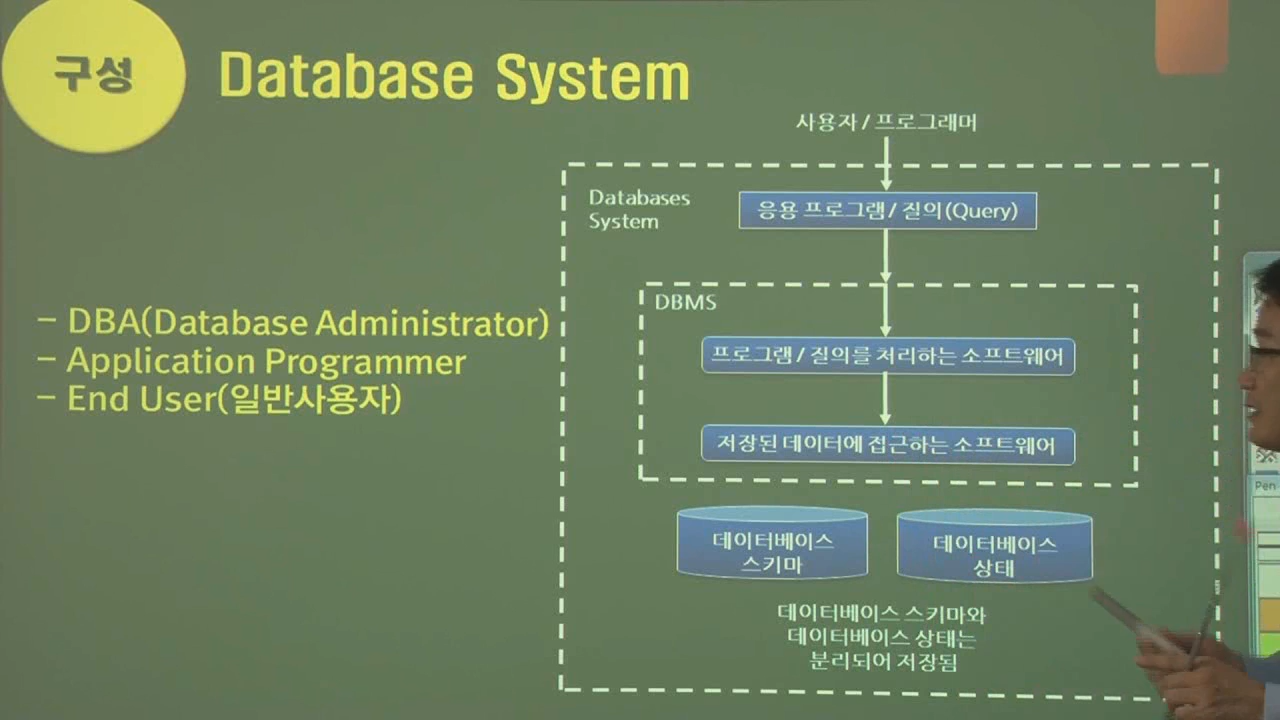 구성
Database System
– DBA(Database Administrator)
– Application Programmer
– End User(일반사용자)
사용자 / 프로그래머
Databases
System
응용 프로그램 / 질의(Query)
DBMS
프로그램 / 질의를 처리하는 소프트웨어
저장된 데이터에 접근하는 소프트웨어
데이터베이스
스키마
데이터베이스
상태
데이터베이스 스키마와
데이터베이스 상태는
분리되어 저장됨
Pen